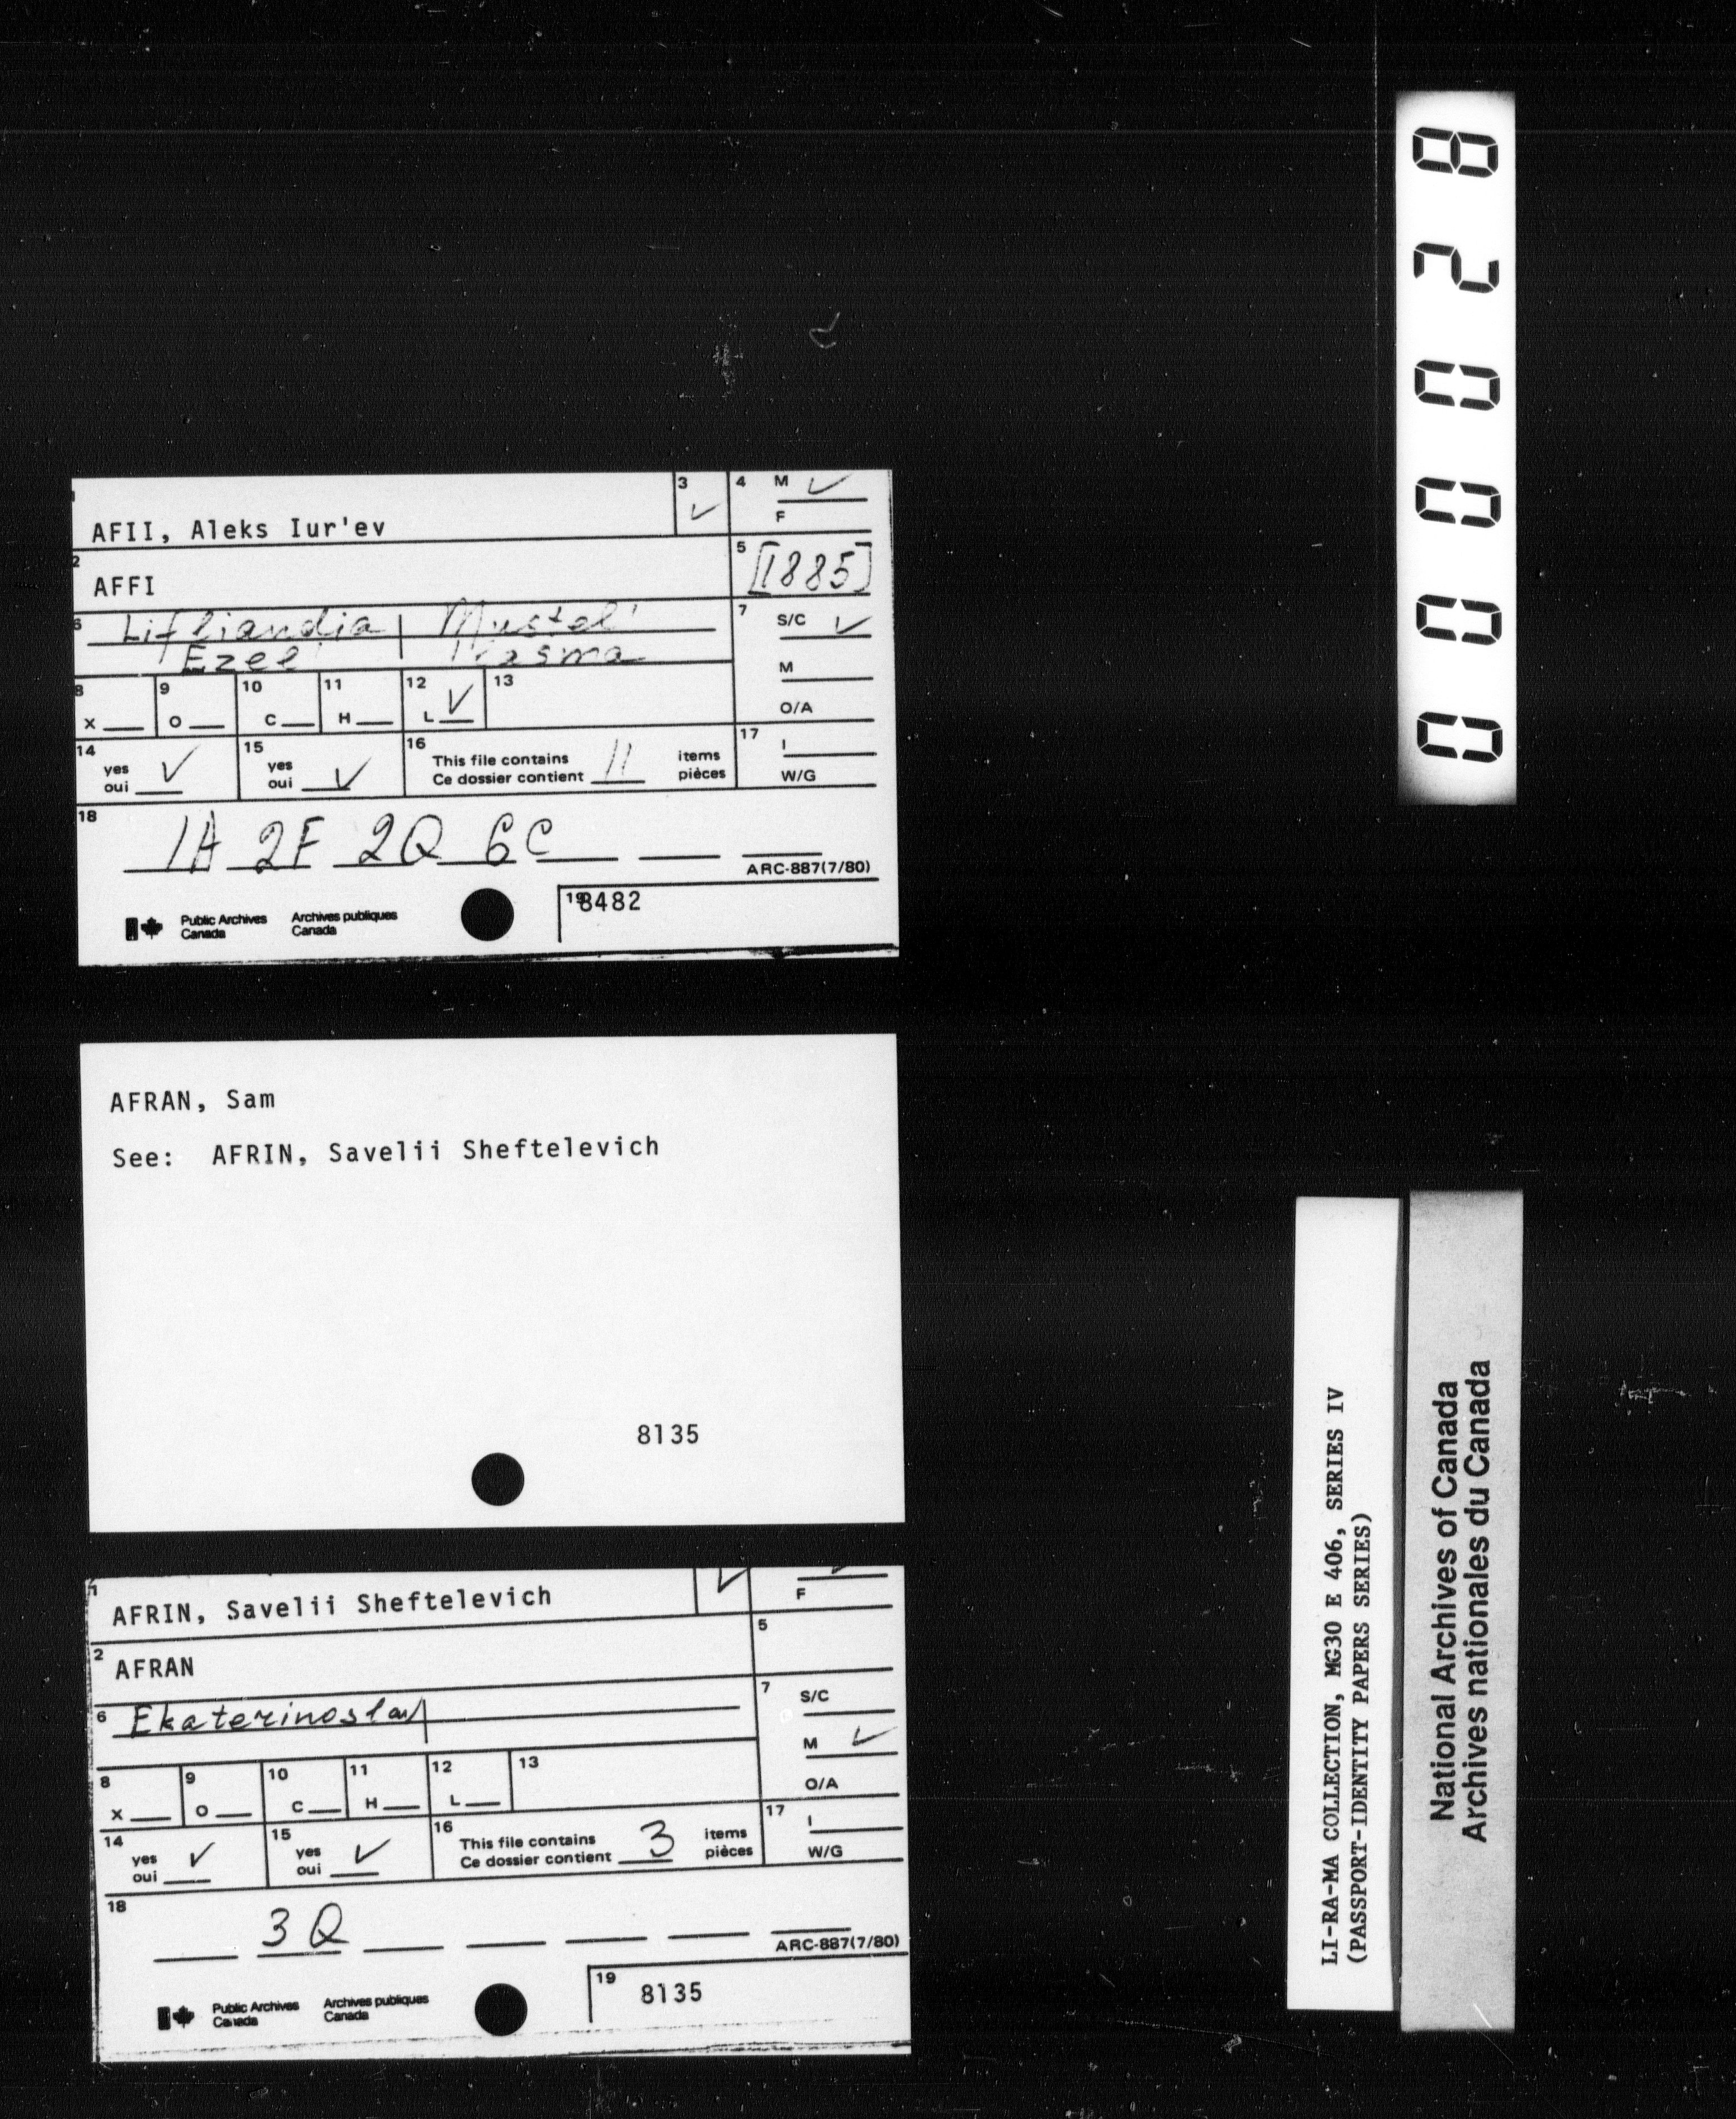 1
AFII, Aleks Iur'ev
3 ✓
4 M ✓
F
2
AFFI
5 [1885]
6 Lifliandia | Mustel'
Ezel'
7 S/C ✓
M
O/A
8 X
9 O
10 C
11 H
12 L ✓
13
14 yes oui ✓
15 yes oui ✓
16 This file contains 11 items
Ce dossier contient pièces
17 I
W/G
18 1A 2F 2Q 6C
ARC-887(7/80)
Public Archives Canada
Archives publiques Canada
19 8482
AFRAN, Sam
See: AFRIN, Savelii Sheftelevich
8135
1
AFRIN, Savelii Sheftelevich
✓
F
2
AFRAN
5
6 Ekaterinoslav
7 S/C
M ✓
O/A
8 X
9 O
10 C
11 H
12 L
13
14 yes oui ✓
15 yes oui ✓
16 This file contains 3 items
Ce dossier contient pièces
17 I
W/G
18 3Q
ARC-887(7/80)
Public Archives Canada
Archives publiques Canada
19 8135
000028
LI-RA-MA COLLECTION, MG30 E 406, SERIES IV
(PASSPORT-IDENTITY PAPERS SERIES)
National Archives of Canada
Archives nationales du Canada